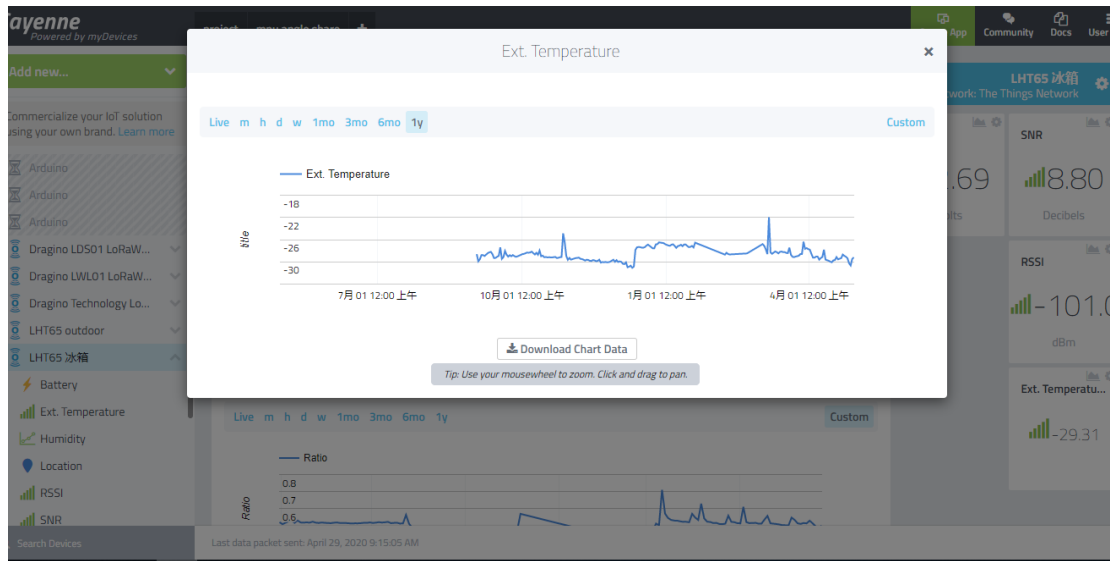 ayenne
Powered by myDevices
project mpu angle share +
App
Community
Docs
User
Add new...
Commercialize your IoT solution
using your own brand. Learn more
Arduino
Arduino
Arduino
Dragino LDS01 LoRaW...
Dragino LWL01 LoRaW...
Dragino Technology Lo...
LHT65 outdoor
LHT65 冰箱
Battery
Ext. Temperature
Humidity
Location
RSSI
SNR
Search Devices
Ext. Temperature
×
Live m h d w 1mo 3mo 6mo 1y
Custom
Ext. Temperature
title
-18
-22
-26
-30
7月 01 12:00 上午
10月 01 12:00 上午
1月 01 12:00 上午
4月 01 12:00 上午
Download Chart Data
Tip: Use your mousewheel to zoom. Click and drag to pan.
LHT65 冰箱
work: The Things Network
.69
lts
SNR
8.80
Decibels
RSSI
-101.0
dBm
Ext. Temperatu...
-29.31
Live m h d w 1mo 3mo 6mo 1y
Custom
Ratio
Ratio
0.8
0.7
0.6
Last data packet sent: April 29, 2020 9:15:05 AM